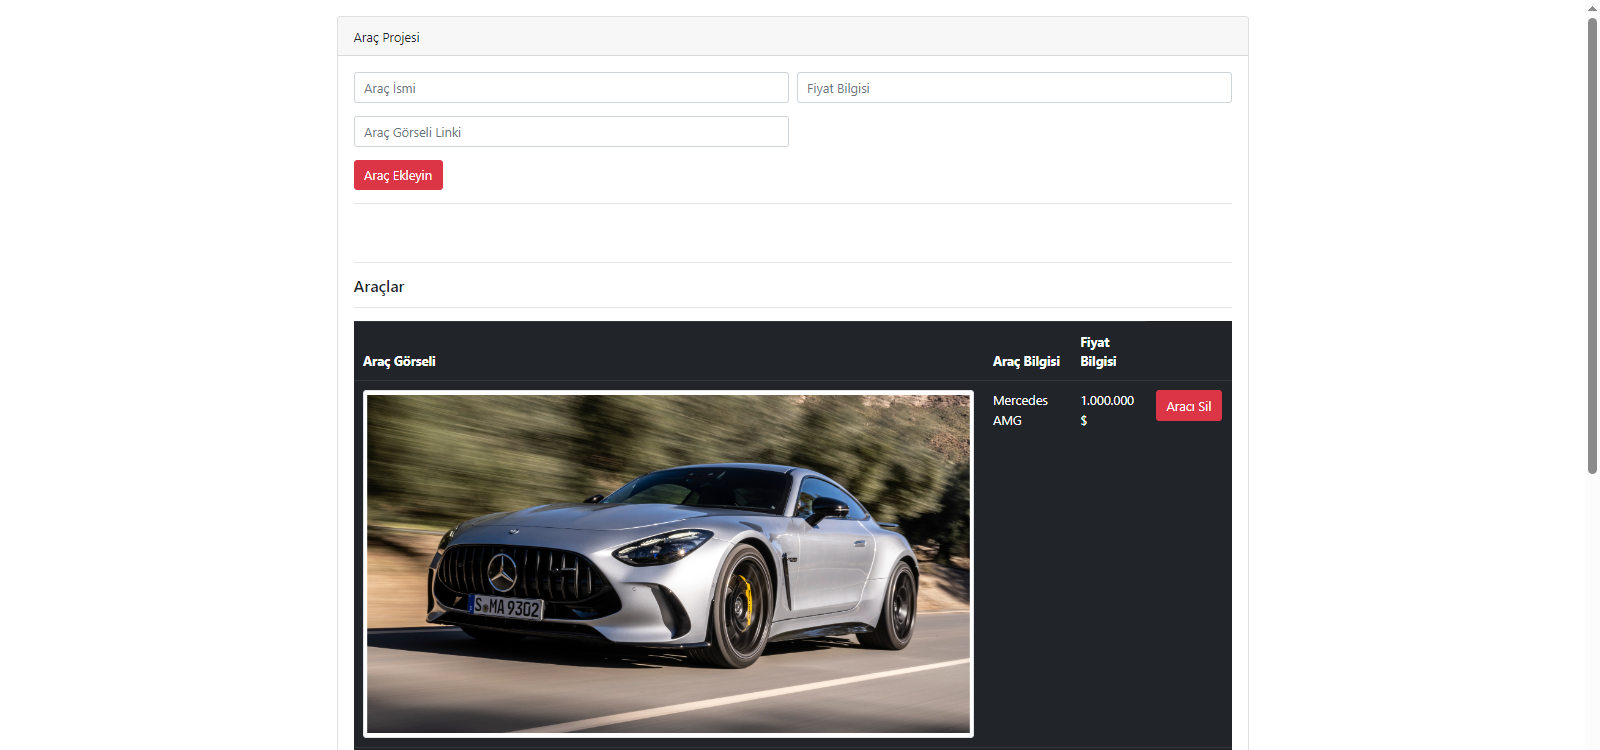 Araç Projesi
Araç İsmi
Fiyat Bilgisi
Araç Görseli Linki
Araç Ekleyin
Araçlar
Araç Görseli
Araç Bilgisi
Fiyat
Bilgisi
Mercedes
AMG
1.000.000
$
Aracı Sil
S MA 9302